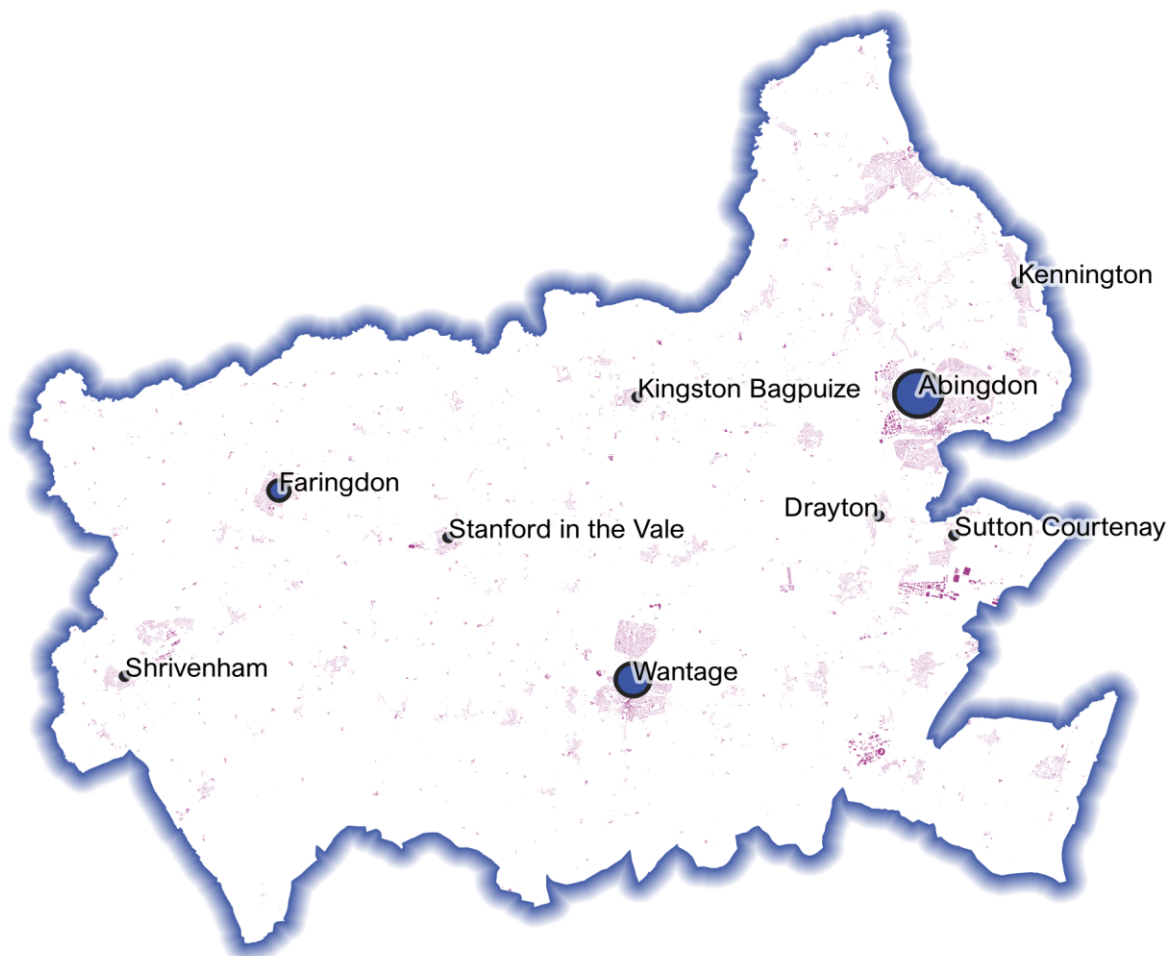 Kennington
Abingdon
Kingston Bagpuize
Faringdon
Drayton
Stanford in the Vale
Sutton Courtenay
Shrivenham
Wantage